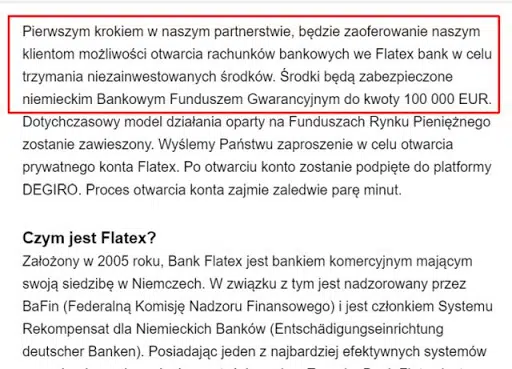 Pierwszym krokiem w naszym partnerstwie, będzie zaoferowanie naszym
klientom możliwości otwarcia rachunków bankowych we Flatex bank w celu
trzymania niezainwestowanych środków. Środki będą zabezpieczone
niemieckim Bankowym Funduszem Gwarancyjnym do kwoty 100 000 EUR.
Dotychczasowy model działania oparty na Funduszach Rynku Pieniężnego
zostanie zawieszony. Wyślemy Państwu zaproszenie w celu otwarcia
prywatnego konta Flatex. Po otwarciu konto zostanie podpięte do platformy
DEGIRO. Proces otwarcia konta zajmie zaledwie parę minut.
Czym jest Flatex?
Założony w 2005 roku, Bank Flatex jest bankiem komercyjnym mającym
swoją siedzibę w Niemczech. W związku z tym jest nadzorowany przez
BaFin (Federalną Komisję Nadzoru Finansowego) i jest członkiem Systemu
Rekompensat dla Niemieckich Banków (Entschädigungseinrichtung
deutscher Banken). Posiadając jeden z najbardziej efektywnych systemów